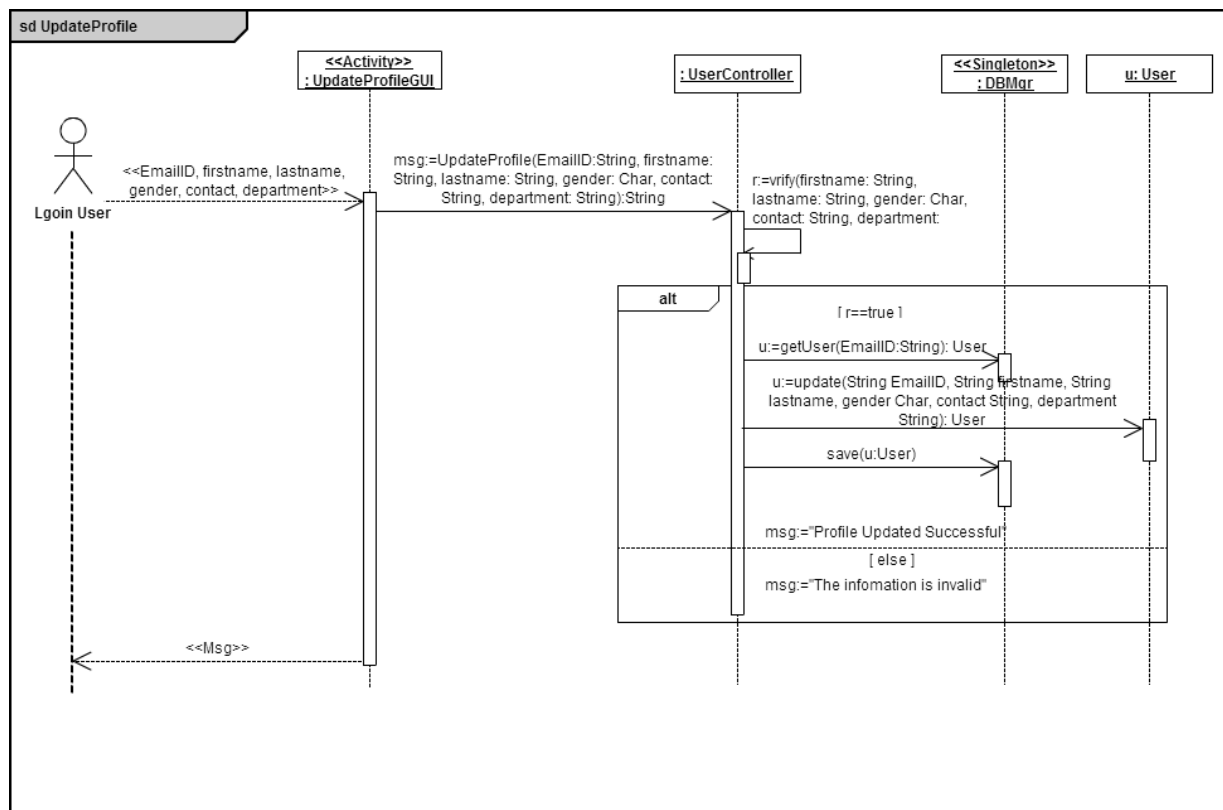 sd UpdateProfile
<<Activity>>
: UpdateProfileGUI
: UserController
<<Singleton>>
: DBMgr
u: User
<<EmailID, firstname, lastname,
gender, contact, department>>
Lgoin User
msg:=UpdateProfile(EmailID:String, firstname:
String, lastname: String, gender: Char, contact:
String, department: String):String
r:=vrify(firstname: String,
lastname: String, gender: Char,
contact: String, department:
alt
[ r==true ]
u:=getUser(EmailID:String): User
u:=update(String EmailID, String firstname, String
lastname, gender Char, contact String, department
String): User
save(u:User)
msg:="Profile Updated Successful"
[ else ]
msg:="The infomation is invalid"
<<Msg>>